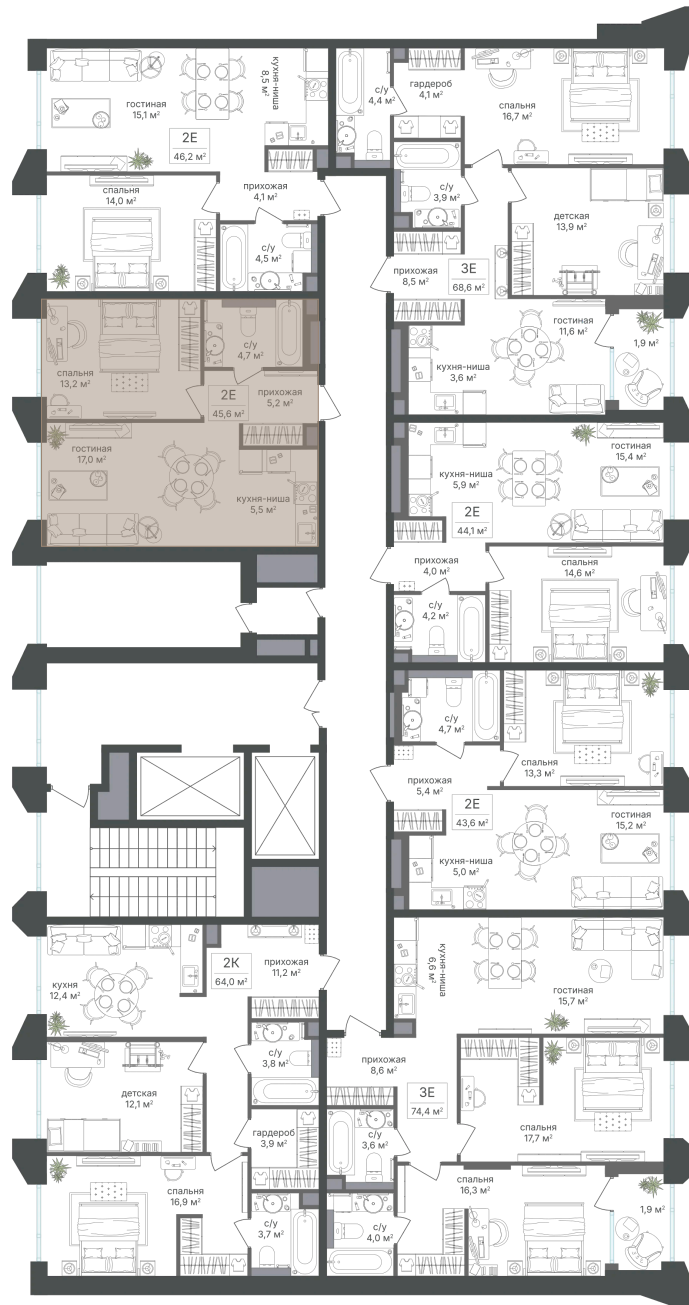 гостиная
15,1 м²
кухня-ниша
8,5 м²
2Е
46,2 м²
спальня
14,0 м²
прихожая
4,1 м²
с/у
4,5 м²
с/у
4,4 м²
гардероб
4,1 м²
спальня
16,7 м²
с/у
3,9 м²
детская
13,9 м²
прихожая
8,5 м²
3Е
68,6 м²
гостиная
11,6 м²
1,9 м²
кухня-ниша
3,6 м²
спальня
13,2 м²
с/у
4,7 м²
2Е
45,6 м²
прихожая
5,2 м²
гостиная
17,0 м²
кухня-ниша
5,5 м²
кухня-ниша
5,9 м²
гостиная
15,4 м²
2Е
44,1 м²
прихожая
4,0 м²
спальня
14,6 м²
с/у
4,2 м²
с/у
4,7 м²
спальня
13,3 м²
прихожая
5,4 м²
2Е
43,6 м²
гостиная
15,2 м²
кухня-ниша
5,0 м²
2К
64,0 м²
прихожая
11,2 м²
кухня
12,4 м²
с/у
3,8 м²
детская
12,1 м²
гардероб
3,9 м²
спальня
16,9 м²
с/у
3,7 м²
кухня-ниша
6,6 м²
гостиная
15,7 м²
прихожая
8,6 м²
3Е
74,4 м²
с/у
3,6 м²
спальня
17,7 м²
спальня
16,3 м²
с/у
4,0 м²
1,9 м²